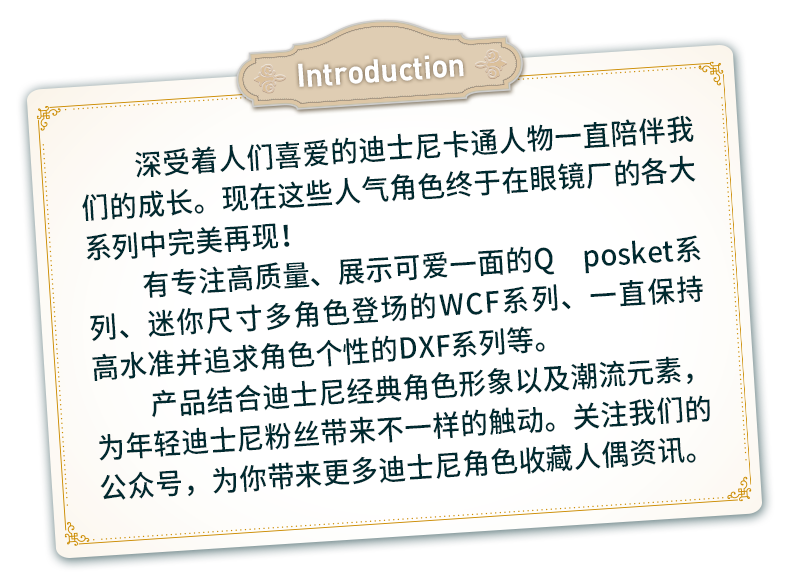 Introduction
深受着人们喜爱的迪士尼卡通人物一直陪伴我
们的成长。现在这些人气角色终于在眼镜厂的各大
系列中完美再现！
有专注高质量、展示可爱一面的Q posket系
列、迷你尺寸多角色登场的WCF系列、一直保持
高水准并追求角色个性的DXF系列等。
产品结合迪士尼经典角色形象以及潮流元素，
为年轻迪士尼粉丝带来不一样的触动。关注我们的
公众号，为你带来更多迪士尼角色收藏人偶资讯。